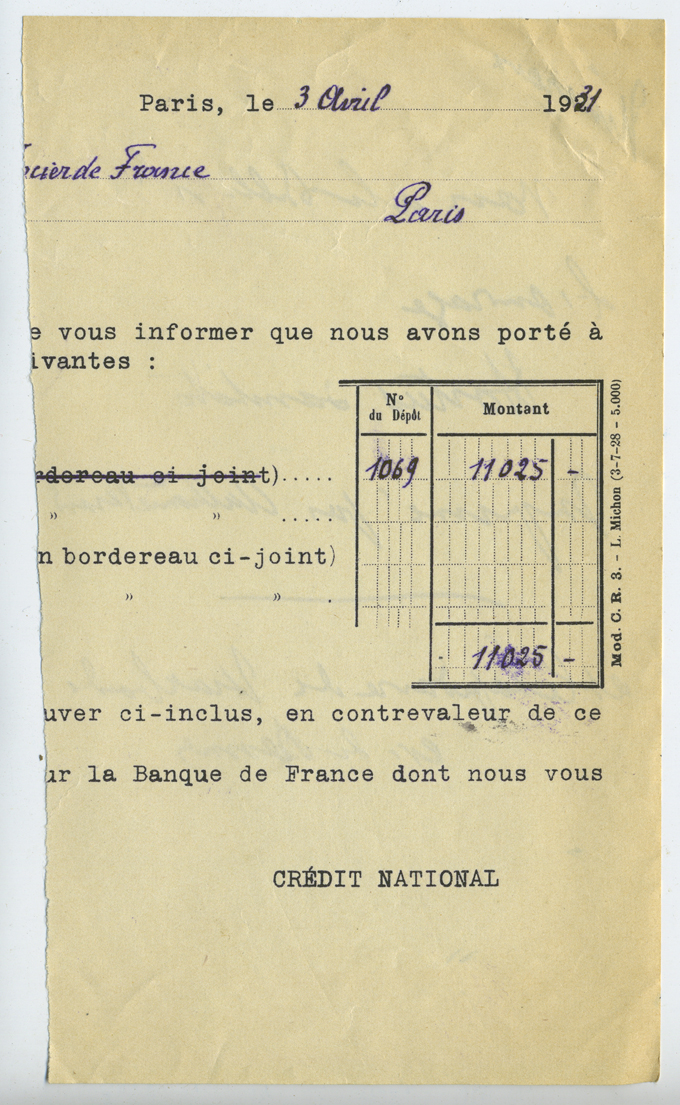 Paris, le 3 Avril 1931
cier de France
Paris
e vous informer que nous avons porté à
ivantes :
N° du Dépôt Montant
rdereau ci-joint)..... 1069 11025 -
" " .....
n bordereau ci-joint)
" " .
11025 -
Mod. C. R. 3. - L. Michon (3-7-28 - 5.000)
uver ci-inclus, en contrevaleur de ce
ur la Banque de France dont nous vous
CRÉDIT NATIONAL